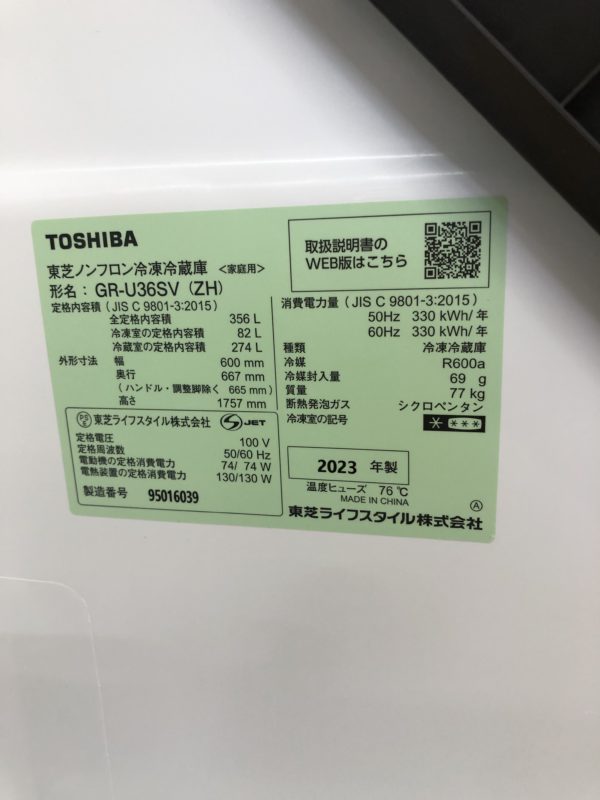 TOSHIBA
東芝ノンフロン冷凍冷蔵庫 <家庭用>
形名：GR-U36SV (ZH)
定格内容積 (JIS C 9801-3:2015)
全定格内容積 356 L
冷凍室の定格内容積 82 L
冷蔵室の定格内容積 274 L
外形寸法 幅 600 mm
奥行 667 mm
(ハンドル・調整脚除く 665 mm)
高さ 1757 mm
PS E 東芝ライフスタイル株式会社 S JET
定格電圧 100 V
定格周波数 50/60 Hz
電動機の定格消費電力 74/ 74 W
電熱装置の定格消費電力 130/130 W
製造番号 95016039
取扱説明書の
WEB版はこちら
消費電力量 (JIS C 9801-3:2015)
50Hz 330 kWh/年
60Hz 330 kWh/年
種類 冷凍冷蔵庫
冷媒 R600a
冷媒封入量 69 g
質量 77 kg
断熱発泡ガス シクロペンタン
冷凍室の記号 * ***
2023 年製
温度ヒューズ 76 ℃
MADE IN CHINA
Ⓐ
東芝ライフスタイル株式会社